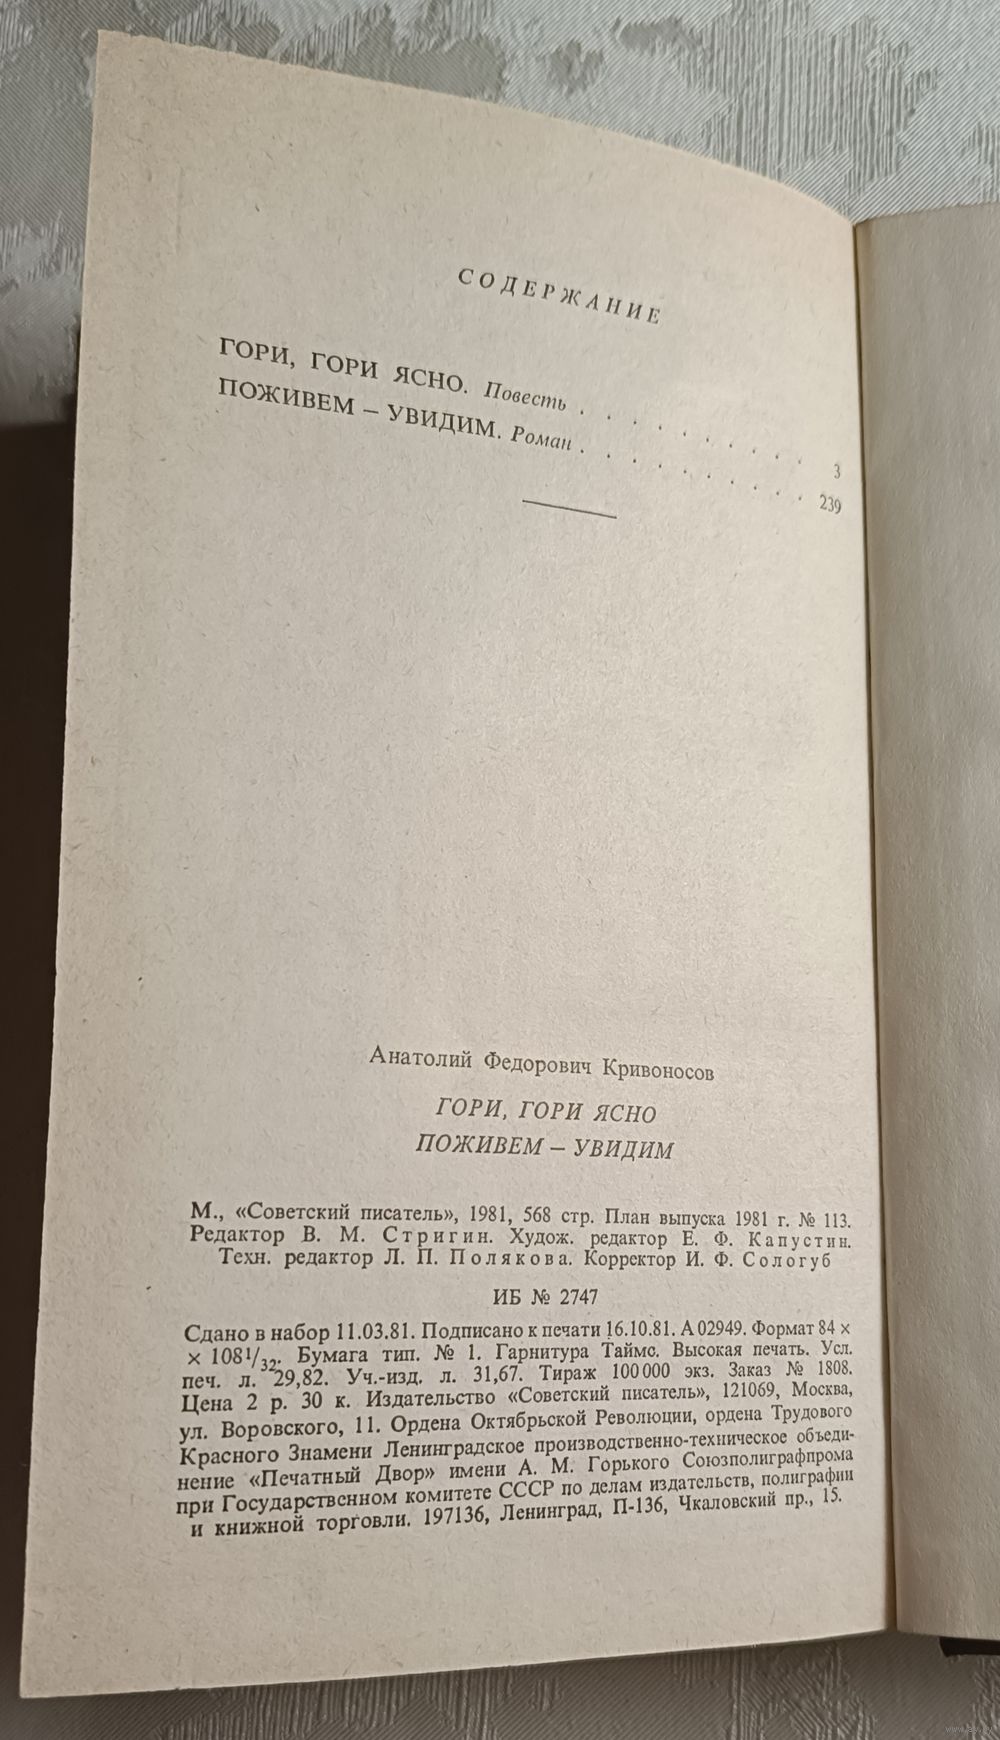 СОДЕРЖАНИЕ
ГОРИ, ГОРИ ЯСНО. Повесть . . . . . . . . . . 3
ПОЖИВЕМ – УВИДИМ. Роман . . . . . . . . . . 239
Анатолий Федорович Кривоносов
ГОРИ, ГОРИ ЯСНО
ПОЖИВЕМ – УВИДИМ
М., «Советский писатель», 1981, 568 стр. План выпуска 1981 г. № 113.
Редактор В. М. Стригин. Худож. редактор Е. Ф. Капустин.
Техн. редактор Л. П. Полякова. Корректор И. Ф. Сологуб
ИБ № 2747
Сдано в набор 11.03.81. Подписано к печати 16.10.81. А 02949. Формат 84 ×
× 108 1/32. Бумага тип. № 1. Гарнитура Таймс. Высокая печать. Усл.
печ. л. 29,82. Уч.-изд. л. 31,67. Тираж 100 000 экз. Заказ № 1808.
Цена 2 р. 30 к. Издательство «Советский писатель», 121069, Москва,
ул. Воровского, 11. Ордена Октябрьской Революции, ордена Трудового
Красного Знамени Ленинградское производственно-техническое объеди-
нение «Печатный Двор» имени А. М. Горького Союзполиграфпрома
при Государственном комитете СССР по делам издательств, полиграфии
и книжной торговли. 197136, Ленинград, П-136, Чкаловский пр., 15.